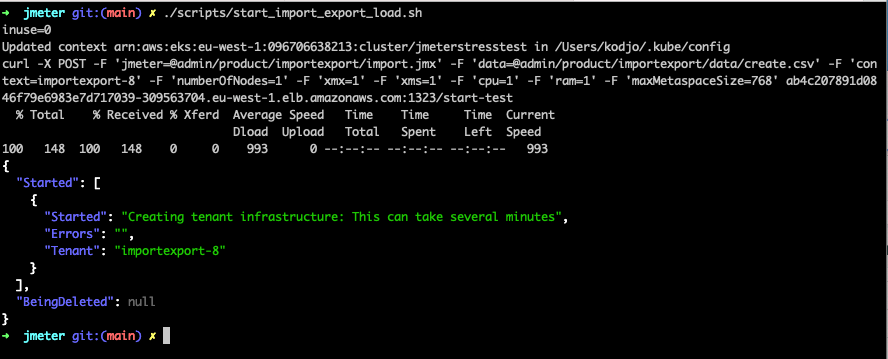 ➜  jmeter git:(main) ✗ ./scripts/start_import_export_load.sh
inuse=0
Updated context arn:aws:eks:eu-west-1:096706638213:cluster/jmeterstresstest in /Users/kodjo/.kube/config
curl -X POST -F 'jmeter=@admin/product/importexport/import.jmx' -F 'data=@admin/product/importexport/data/create.csv' -F 'con
text=importexport-8' -F 'numberOfNodes=1' -F 'xmx=1' -F 'xms=1' -F 'cpu=1' -F 'ram=1' -F 'maxMetaspaceSize=768' ab4c207891d08
46f79e6983e7d717039-309563704.eu-west-1.elb.amazonaws.com:1323/start-test
  % Total    % Received % Xferd  Average Speed   Time    Time     Time  Current
                                 Dload  Upload   Total   Spent    Left  Speed
100   148  100   148    0     0    993      0 --:--:-- --:--:-- --:--:--   993
{
  "Started": [
    {
      "Started": "Creating tenant infrastructure: This can take several minutes",
      "Errors": "",
      "Tenant": "importexport-8"
    }
  ],
  "BeingDeleted": null
}
➜  jmeter git:(main) ✗